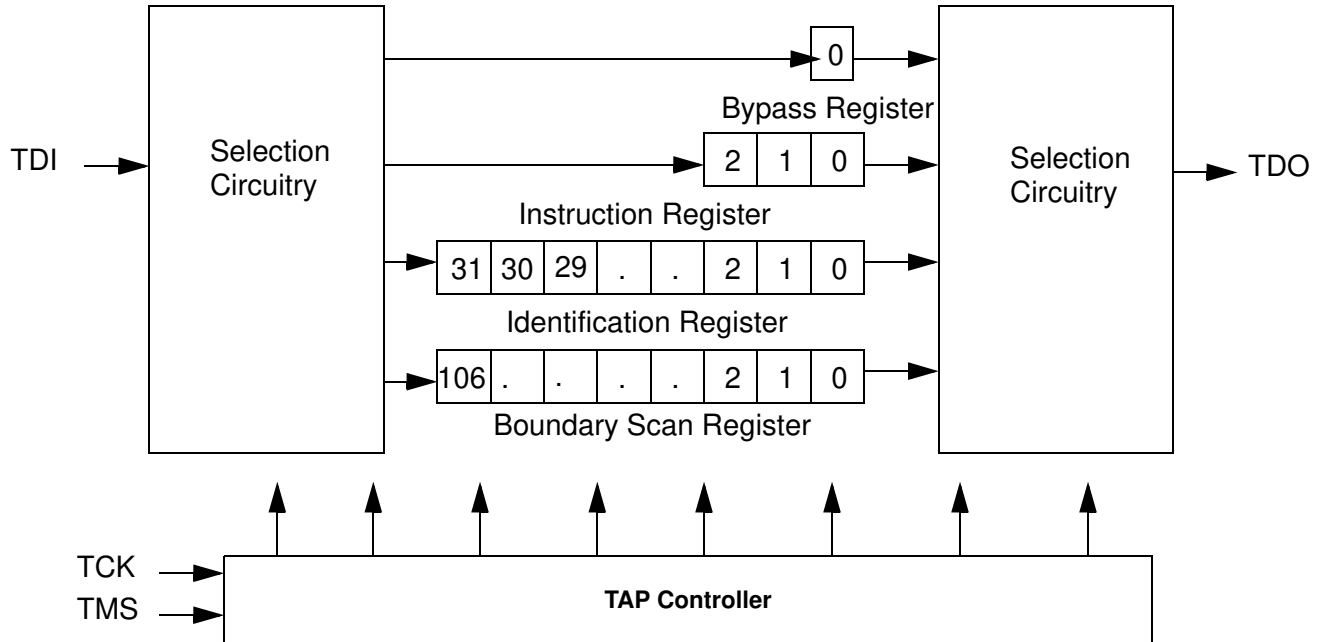 0
Bypass Register
TDI
Selection
Circuitry
2 1 0
Selection
Circuitry
TDO
Instruction Register
31 30 29 . . 2 1 0
Identification Register
106 . . . . 2 1 0
Boundary Scan Register
TCK
TMS
TAP Controller